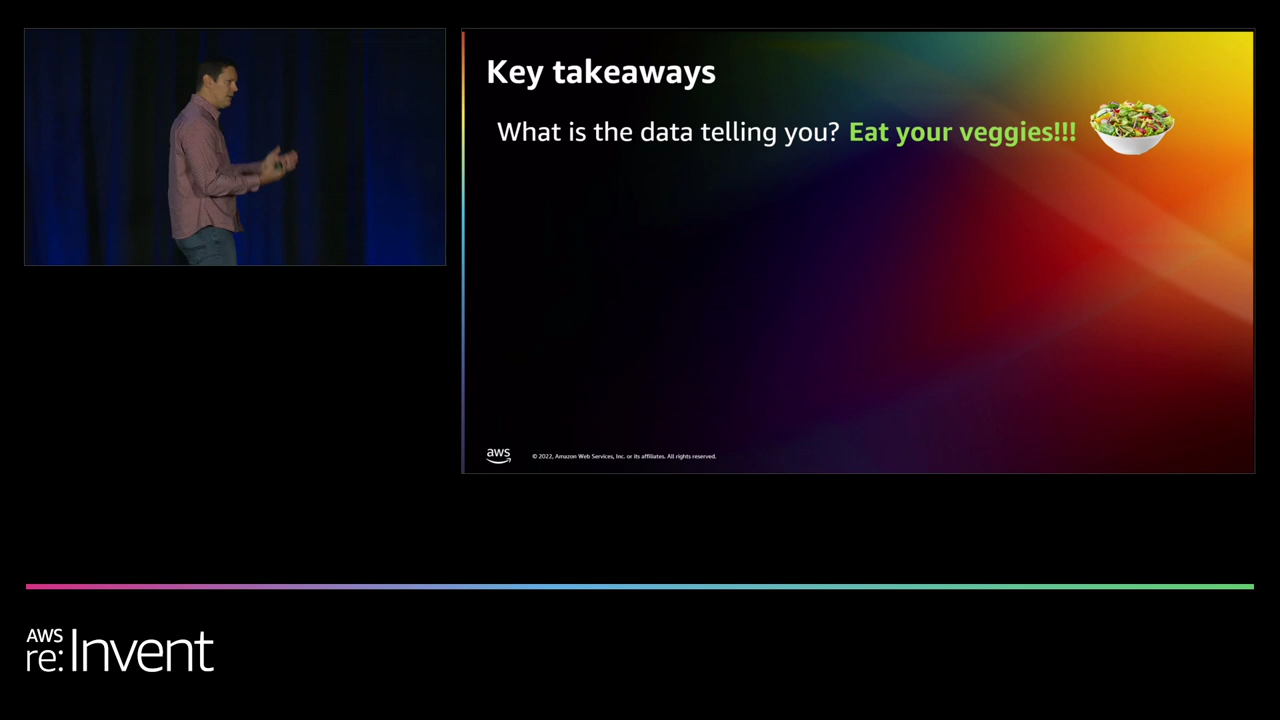 Key takeaways
What is the data telling you? Eat your veggies!!!
aws
© 2022, Amazon Web Services, Inc. or its affiliates. All rights reserved.
AWS
re:Invent